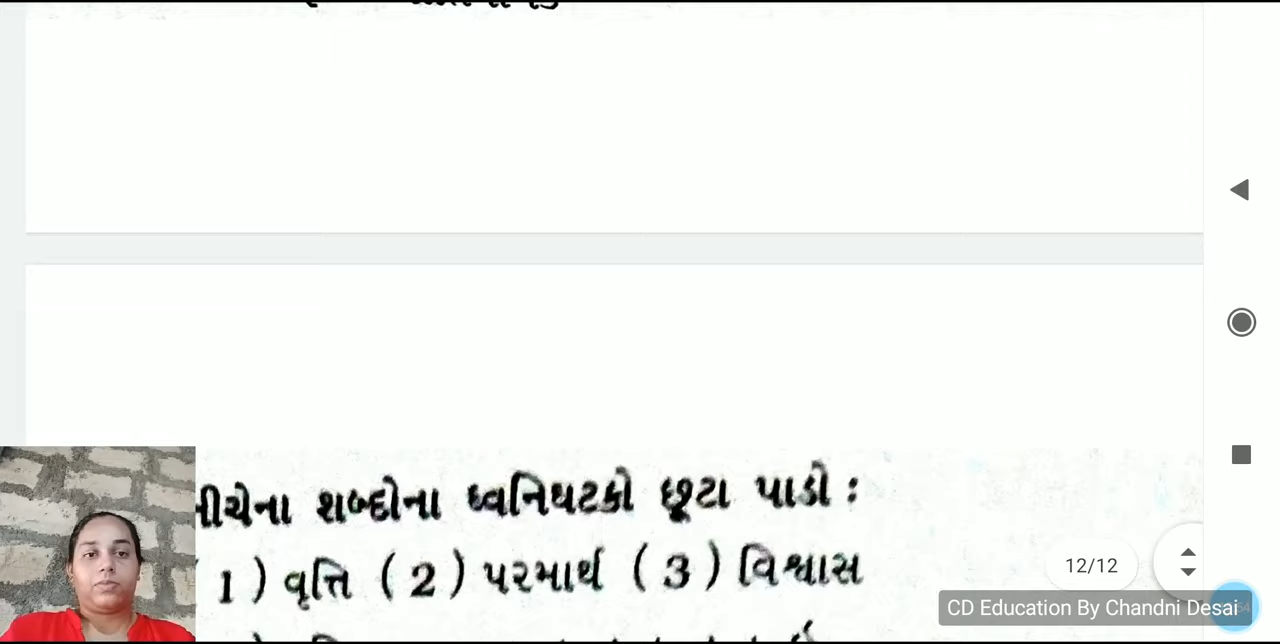 નીચેના શબ્દોના ધ્વનિઘટકો છૂટા પાડો :
1 ) વૃત્તિ ( 2 ) પરમાર્થ ( 3 ) વિશ્વાસ
12/12
CD Education By Chandni Desai